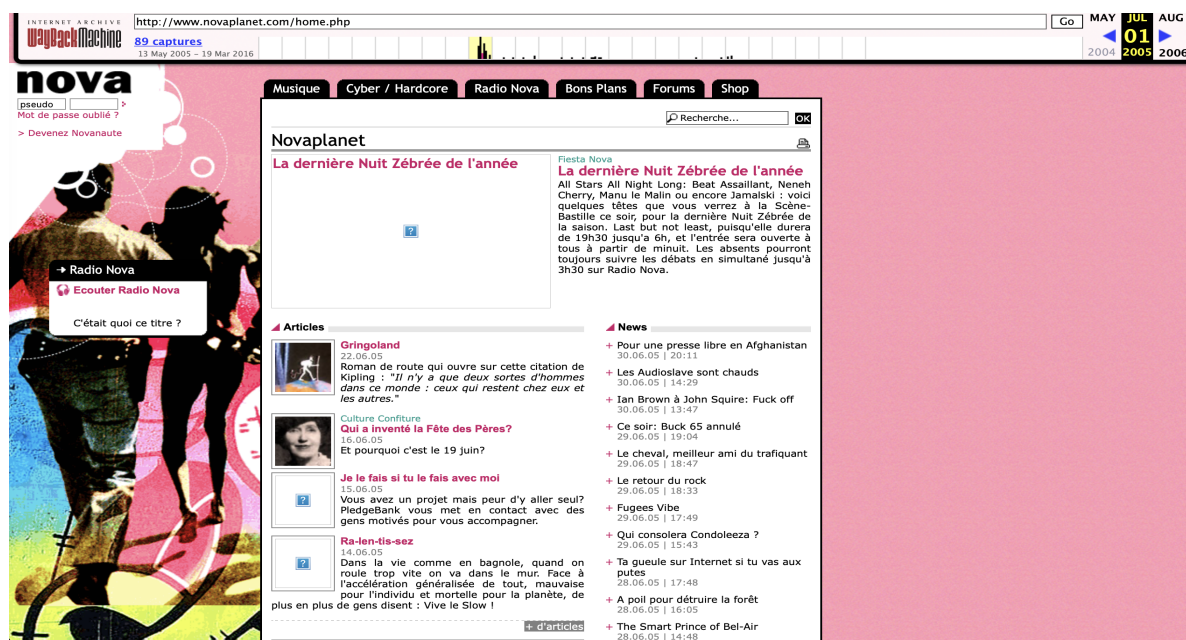 INTERNET ARCHIVE
WayBackMachine
http://www.novaplanet.com/home.php
Go
MAY JUL AUG
89 captures
01
13 May 2005 – 19 Mar 2016
2004 2005 2006
nova
pseudo
Mot de passe oublié ?
> Devenez Novanaute
Musique
Cyber / Hardcore
Radio Nova
Bons Plans
Forums
Shop
Recherche...
OK
Novaplanet
La dernière Nuit Zébrée de l'année
Fiesta Nova
La dernière Nuit Zébrée de l'année
All Stars All Night Long: Beat Assaillant, Neneh
Cherry, Manu le Malin ou encore Jamalski : voici
quelques têtes que vous verrez à la Scène-
Bastille ce soir, pour la dernière Nuit Zébrée de
la saison. Last but not least, puisqu'elle durera
de 19h30 jusqu'a 6h, et l'entrée sera ouverte à
tous à partir de minuit. Les absents pourront
toujours suivre les débats en simultané jusqu'à
3h30 sur Radio Nova.
Radio Nova
Ecouter Radio Nova
C'était quoi ce titre ?
Articles
Gringoland
22.06.05
Roman de route qui ouvre sur cette citation de
Kipling : "Il n'y a que deux sortes d'hommes
dans ce monde : ceux qui restent chez eux et
les autres."
Culture Confiture
Qui a inventé la Fête des Pères?
16.06.05
Et pourquoi c'est le 19 juin?
Je le fais si tu le fais avec moi
15.06.05
Vous avez un projet mais peur d'y aller seul?
PledgeBank vous met en contact avec des
gens motivés pour vous accompagner.
Ra-len-tis-sez
14.06.05
Dans la vie comme en bagnole, quand on
roule trop vite on va dans le mur. Face à
l'accélération généralisée de tout, mauvaise
pour l'individu et mortelle pour la planète, de
plus en plus de gens disent : Vive le Slow !
+ d'articles
News
+ Pour une presse libre en Afghanistan
30.06.05 | 20:11
+ Les Audioslave sont chauds
30.06.05 | 14:29
+ Ian Brown à John Squire: Fuck off
30.06.05 | 13:47
+ Ce soir: Buck 65 annulé
29.06.05 | 19:04
+ Le cheval, meilleur ami du trafiquant
29.06.05 | 18:47
+ Le retour du rock
29.06.05 | 18:33
+ Fugees Vibe
29.06.05 | 17:49
+ Qui consolera Condoleeza ?
29.06.05 | 15:43
+ Ta gueule sur Internet si tu vas aux
putes
28.06.05 | 17:48
+ A poil pour détruire la forêt
28.06.05 | 16:05
+ The Smart Prince of Bel-Air
28.06.05 | 14:48